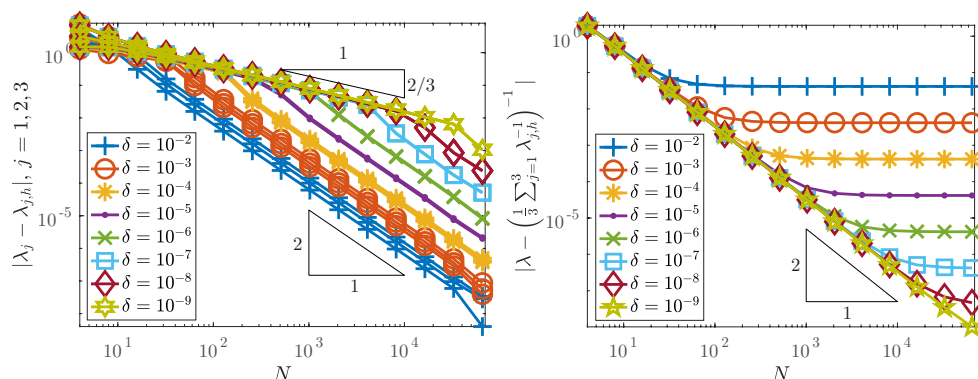 |λ_j − λ_{j,h}|, j = 1, 2, 3
10^0
10^{-5}
1
2/3
δ = 10^{-2}
δ = 10^{-3}
δ = 10^{-4}
δ = 10^{-5}
δ = 10^{-6}
δ = 10^{-7}
δ = 10^{-8}
δ = 10^{-9}
2
1
10^1
10^2
10^3
10^4
N
|λ − (1/3 ∑_{j=1}^{3} λ_{j,h}^{-1})^{-1}|
10^0
10^{-5}
δ = 10^{-2}
δ = 10^{-3}
δ = 10^{-4}
δ = 10^{-5}
δ = 10^{-6}
δ = 10^{-7}
δ = 10^{-8}
δ = 10^{-9}
2
1
10^1
10^2
10^3
10^4
N